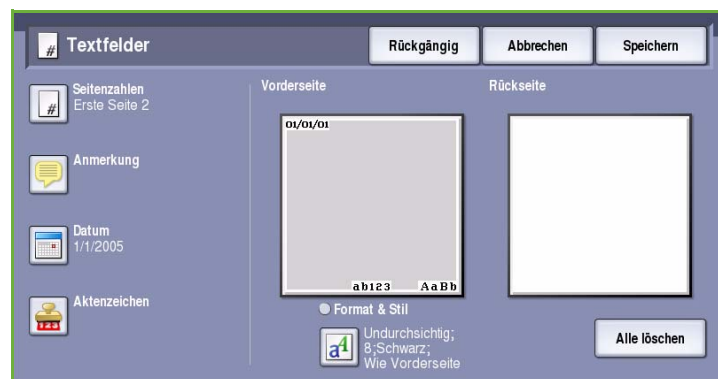 Textfelder
Rückgängig
Abbrechen
Speichern
Seitenzahlen
Erste Seite 2
Anmerkung
Datum
1/1/2005
Aktenzeichen
Vorderseite
01/01/01
ab123 AaBb
Format & Stil
Undurchsichtig;
8;Schwarz;
Wie Vorderseite
Rückseite
Alle löschen